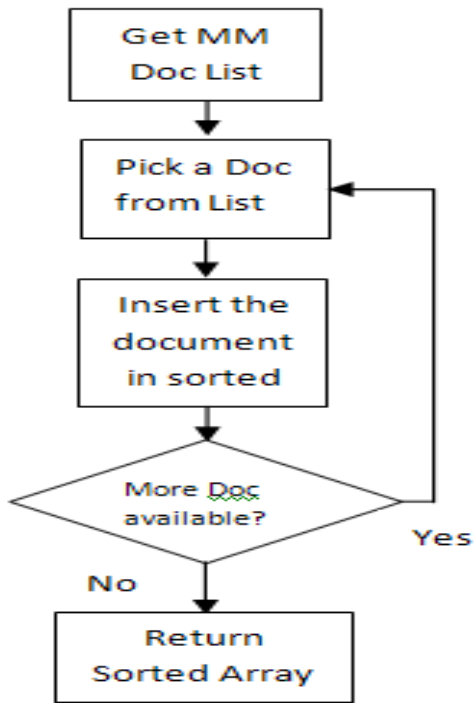 Get MM
Doc List
Pick a Doc
from List
Insert the
document
in sorted
More Doc
available?
Yes
No
Return
Sorted Array